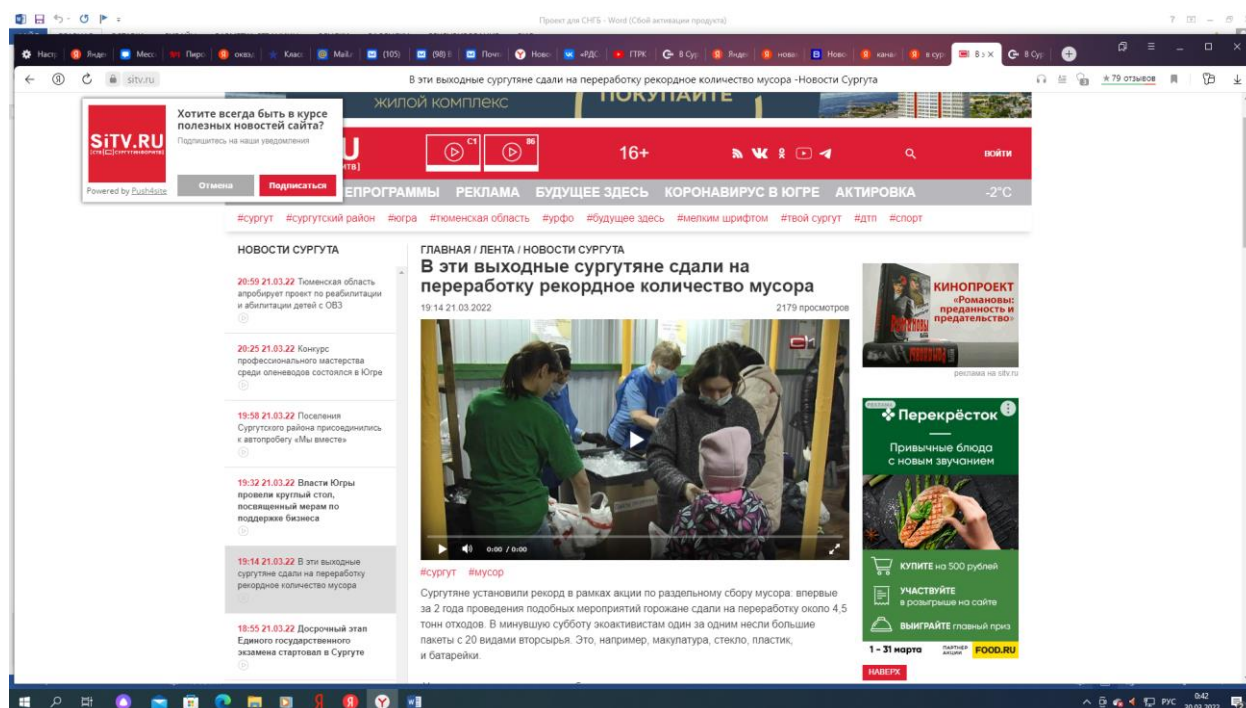 Проект для СНГБ - Word (Сбой активации продукта)
sitv.ru
В эти выходные сургутяне сдали на переработку рекордное количество мусора -Новости Сургута
★ 79 отзывов
ЖИЛОЙ КОМПЛЕКС
ПОКУПАЙТЕ
Хотите всегда быть в курсе
полезных новостей сайта?
Подпишитесь на наши уведомления
SiTV.RU
Powered by Push4site
Отмена
Подписаться
С1
86
16+
ВОЙТИ
РЕКЛАМА
БУДУЩЕЕ ЗДЕСЬ
КОРОНАВИРУС В ЮГРЕ
АКТИРОВКА
-2°C
#сургут #сургутский район #югра #тюменская область #урфо #будущее здесь #мелким шрифтом #твой сургут #дтп #спорт
НОВОСТИ СУРГУТА
20:59 21.03.22 Тюменская область
апробирует проект по реабилитации
и абилитации детей с ОВЗ
20:25 21.03.22 Конкурс
профессионального мастерства
среди оленеводов состоялся в Югре
19:58 21.03.22 Поселения
Сургутского района присоединились
к автопробегу «Мы вместе»
19:32 21.03.22 Власти Югры
провели круглый стол,
посвященный мерам по
поддержке бизнеса
19:14 21.03.22 В эти выходные
сургутяне сдали на переработку
рекордное количество мусора
18:55 21.03.22 Досрочный этап
Единого государственного
экзамена стартовал в Сургуте
ГЛАВНАЯ / ЛЕНТА / НОВОСТИ СУРГУТА
В эти выходные сургутяне сдали на
переработку рекордное количество мусора
19:14 21.03.2022
2179 просмотров
0:00 / 0:00
#сургут #мусор
Сургутяне установили рекорд в рамках акции по раздельному сбору мусора: впервые
за 2 года проведения подобных мероприятий горожане сдали на переработку около 4,5
тонн отходов. В минувшую субботу экоактивистам один за одним несли большие
пакеты с 20 видами вторсырья. Это, например, макулатура, стекло, пластик,
и батарейки.
КИНОПРОЕКТ
«Романовы:
преданность и
предательство»
реклама на sitv.ru
РЕКЛАМА
Перекрёсток
Привычные блюда
с новым звучанием
КУПИТЕ на 500 рублей
УЧАСТВУЙТЕ
в розыгрыше на сайте
ВЫИГРАЙТЕ главный приз
1 - 31 марта
ПАРТНЕР
АКЦИИ
FOOD.RU
НАВЕРХ
РУС
0:42
30.03.2022